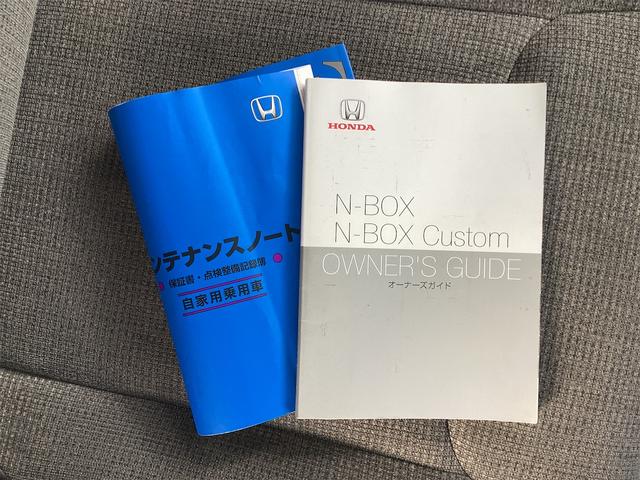 ンテナンスノート
保証書・点検整備記録簿
自家用乗用車
HONDA
N-BOX
N-BOX Custom
OWNER'S GUIDE
オーナーズガイド